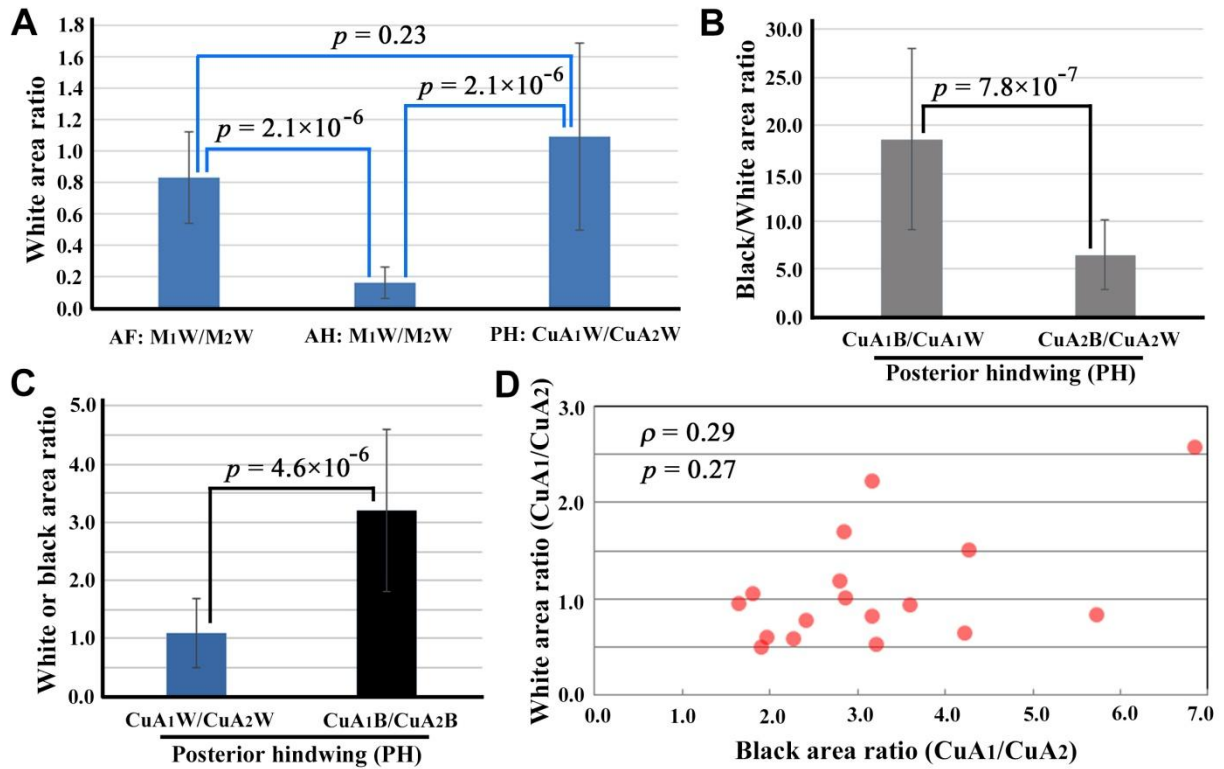 A
White area ratio
1.8
1.6
1.4
1.2
1.0
0.8
0.6
0.4
0.2
0.0
p = 0.23
p = 2.1×10⁻⁶
p = 2.1×10⁻⁶
AF: M1W/M2W
AH: M1W/M2W
PH: CuA1W/CuA2W
B
Black/White area ratio
30.0
25.0
20.0
15.0
10.0
5.0
0.0
p = 7.8×10⁻⁷
CuA1B/CuA1W
CuA2B/CuA2W
Posterior hindwing (PH)
C
White or black area ratio
5.0
4.0
3.0
2.0
1.0
0.0
p = 4.6×10⁻⁶
CuA1W/CuA2W
CuA1B/CuA2B
Posterior hindwing (PH)
D
White area ratio (CuA1/CuA2)
3.0
2.0
1.0
0.0
ρ = 0.29
p = 0.27
0.0 1.0 2.0 3.0 4.0 5.0 6.0 7.0
Black area ratio (CuA1/CuA2)